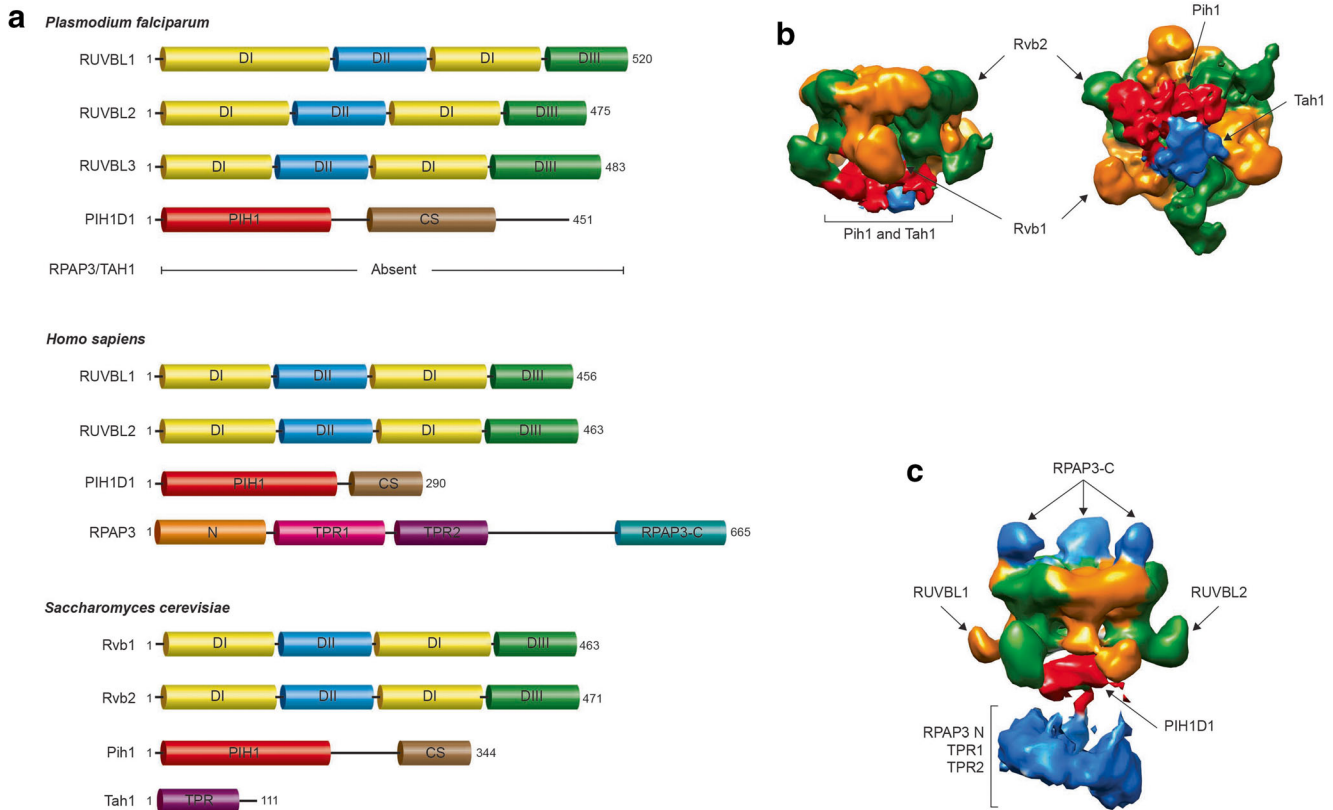 a
Plasmodium falciparum
RUVBL1 1 DI DII DI DIII 520
RUVBL2 1 DI DII DI DIII 475
RUVBL3 1 DI DII DI DIII 483
PIH1D1 1 PIH1 CS 451
RPAP3/TAH1 Absent
Homo sapiens
RUVBL1 1 DI DII DI DIII 456
RUVBL2 1 DI DII DI DIII 463
PIH1D1 1 PIH1 CS 290
RPAP3 1 N TPR1 TPR2 RPAP3-C 665
Saccharomyces cerevisiae
Rvb1 1 DI DII DI DIII 463
Rvb2 1 DI DII DI DIII 471
Pih1 1 PIH1 CS 344
Tah1 1 TPR 111
b
Pih1
Rvb2
Tah1
Rvb1
Pih1 and Tah1
c
RPAP3-C
RUVBL1
RUVBL2
PIH1D1
RPAP3 N
TPR1
TPR2